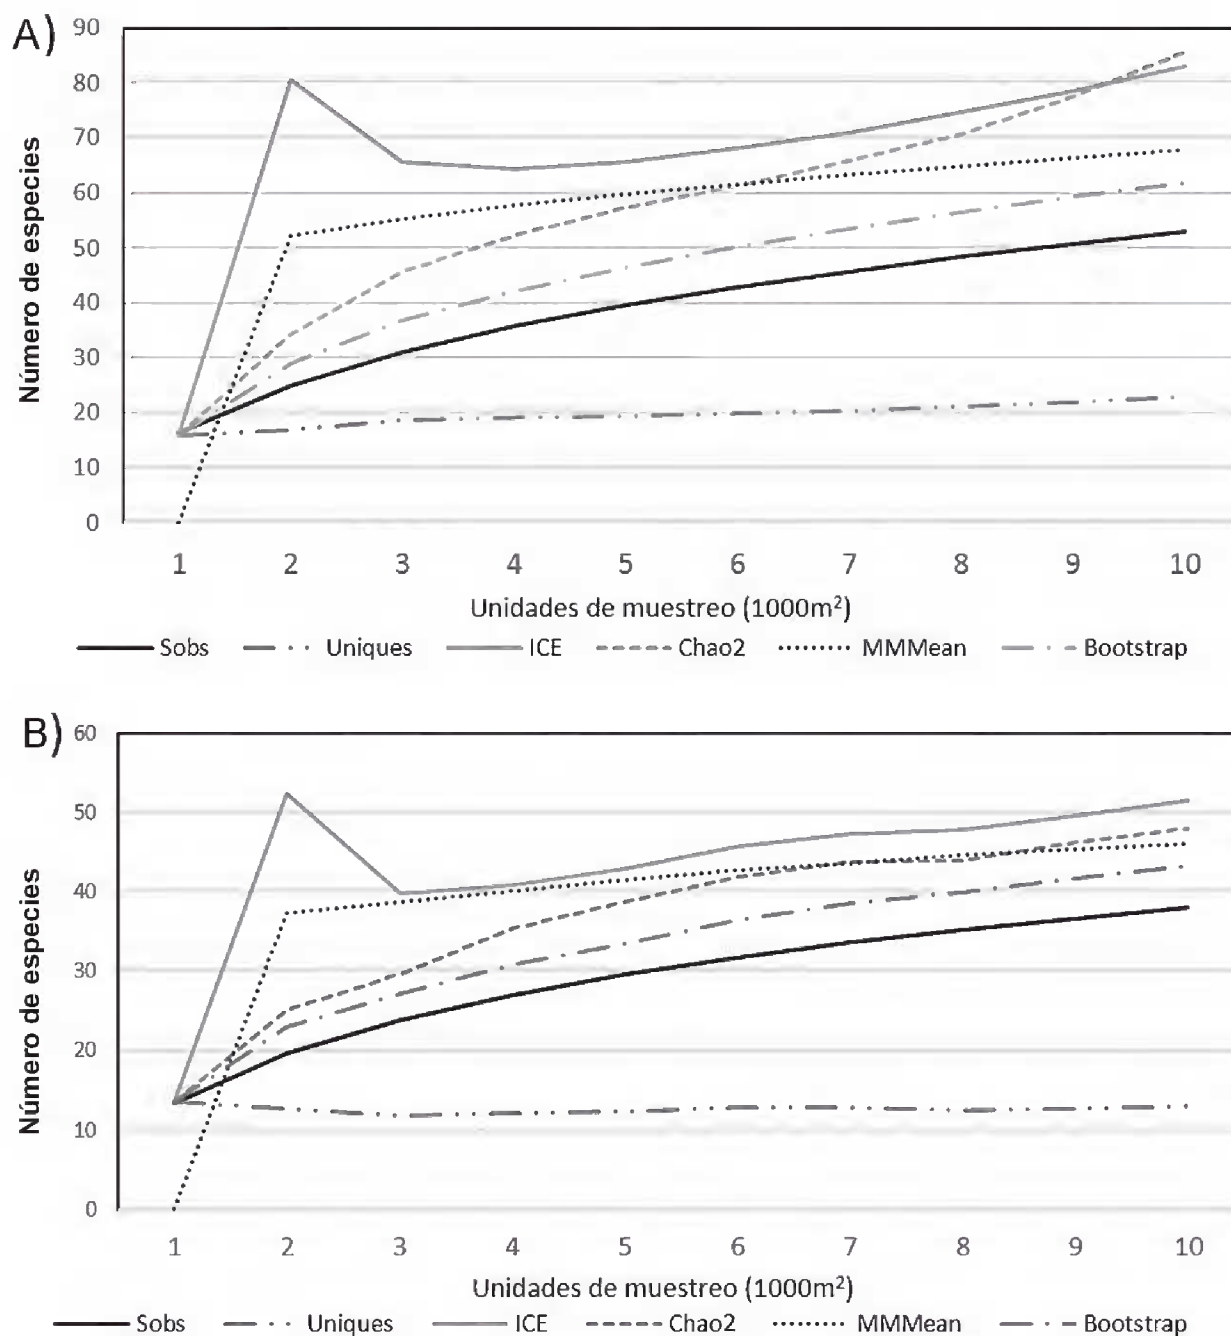 A)
Número de especies
90
80
70
60
50
40
30
20
10
0
1 2 3 4 5 6 7 8 9 10
Unidades de muestreo (1000m²)
Sobs Uniques ICE Chao2 MMMean Bootstrap
B)
Número de especies
60
50
40
30
20
10
0
1 2 3 4 5 6 7 8 9 10
Unidades de muestreo (1000m²)
Sobs Uniques ICE Chao2 MMMean Bootstrap